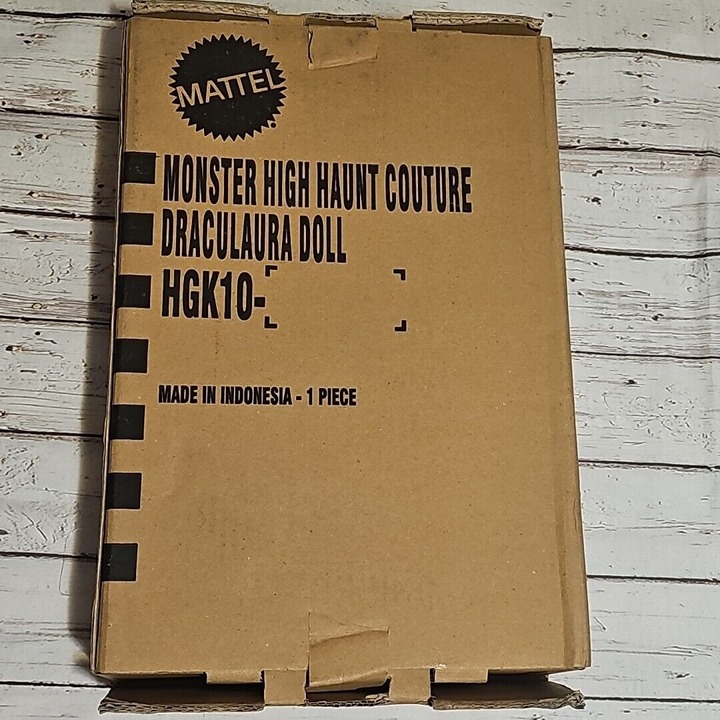 MATTEL
MONSTER HIGH HAUNT COUTURE
DRACULAURA DOLL
HGK10-
MADE IN INDONESIA - 1 PIECE